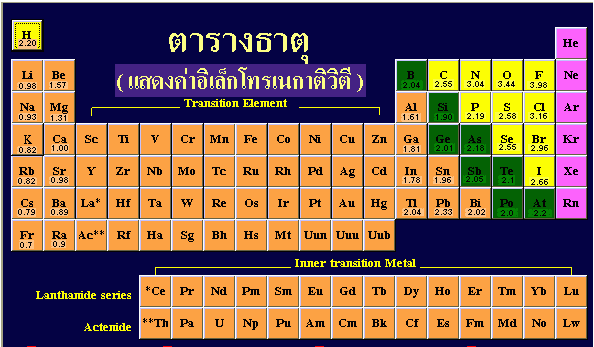 H
2.20
ตารางธาตุ
He
Li Be B C N O F Ne
0.98 1.57 2.04 2.55 3.04 3.44 3.98
( แสดงค่าอิเล็กโทรเนกาติวิตี )
Transition Element
Na Mg Al Si P S Cl Ar
0.93 1.31 1.61 1.90 2.19 2.58 3.16
K Ca Sc Ti V Cr Mn Fe Co Ni Cu Zn Ga Ge As Se Br Kr
0.82 1.00 1.81 2.01 2.18 2.55 2.96
Rb Sr Y Zr Nb Mo Tc Ru Rh Pd Ag Cd In Sn Sb Te I Xe
0.82 0.98 1.78 1.96 2.05 2.1 2.66
Cs Ba La* Hf Ta W Re Os Ir Pt Au Hg Tl Pb Bi Po At Rn
0.79 0.89 2.04 2.33 2.02 2.0 2.2
Fr Ra Ac** Rf Ha Sg Bh Hs Mt Uun Uuu Uub
0.7 0.9
Inner transition Metal
Lanthanide series *Ce Pr Nd Pm Sm Eu Gd Tb Dy Ho Er Tm Yb Lu
Actenide **Th Pa U Np Pu Am Cm Bk Cf Es Fm Md No Lw